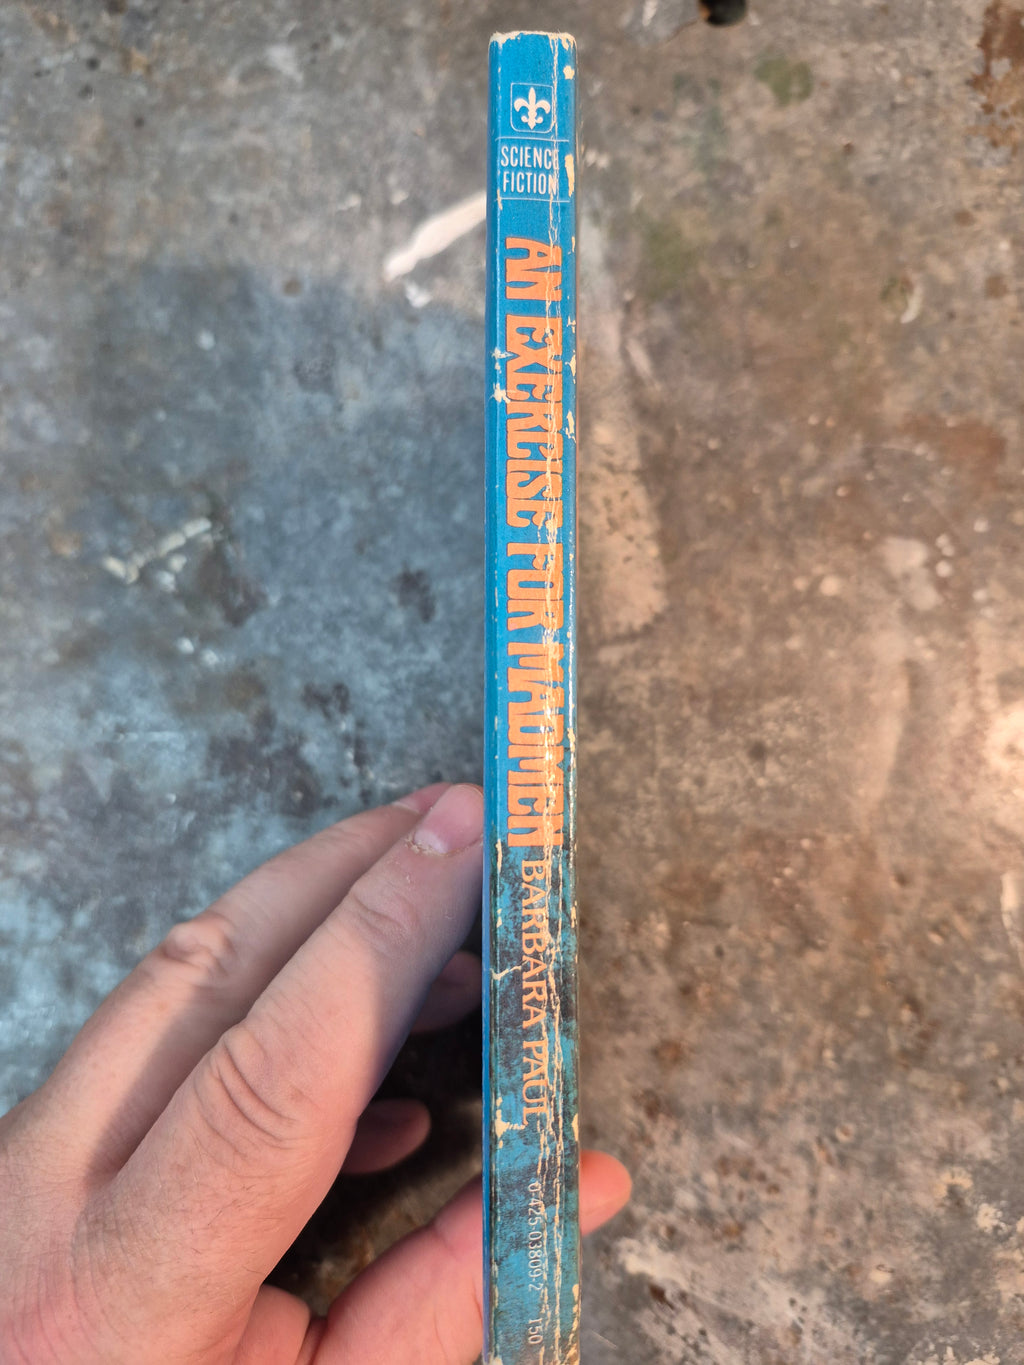 SCIENCE
FICTION
AN EXERCISE FOR MADMEN
BARBARA PAUL
0-425-03809-2 150